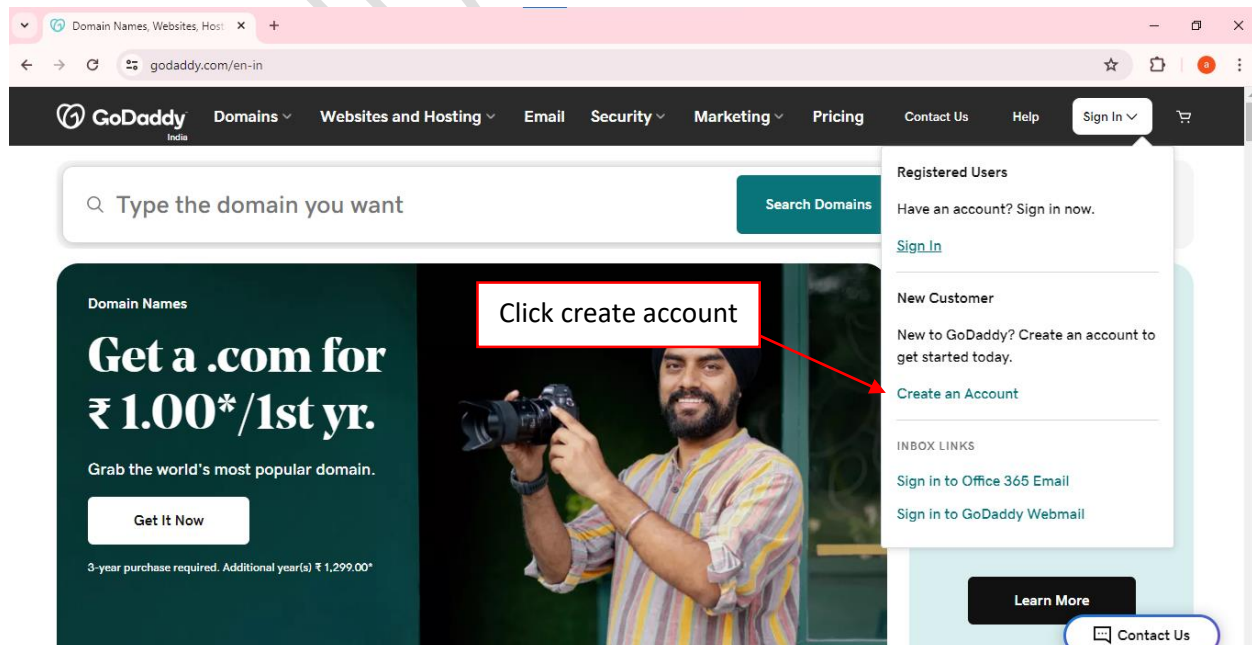 Domain Names, Websites, Host
godaddy.com/en-in
a
GoDaddy
India
Domains
Websites and Hosting
Email
Security
Marketing
Pricing
Contact Us
Help
Sign In
Type the domain you want
Search Domains
Registered Users
Have an account? Sign in now.
Sign In
New Customer
New to GoDaddy? Create an account to
get started today.
Create an Account
INBOX LINKS
Sign in to Office 365 Email
Sign in to GoDaddy Webmail
Click create account
Domain Names
Get a .com for
₹ 1.00*/1st yr.
Grab the world's most popular domain.
Get It Now
3-year purchase required. Additional year(s) ₹ 1,299.00*
Learn More
Contact Us